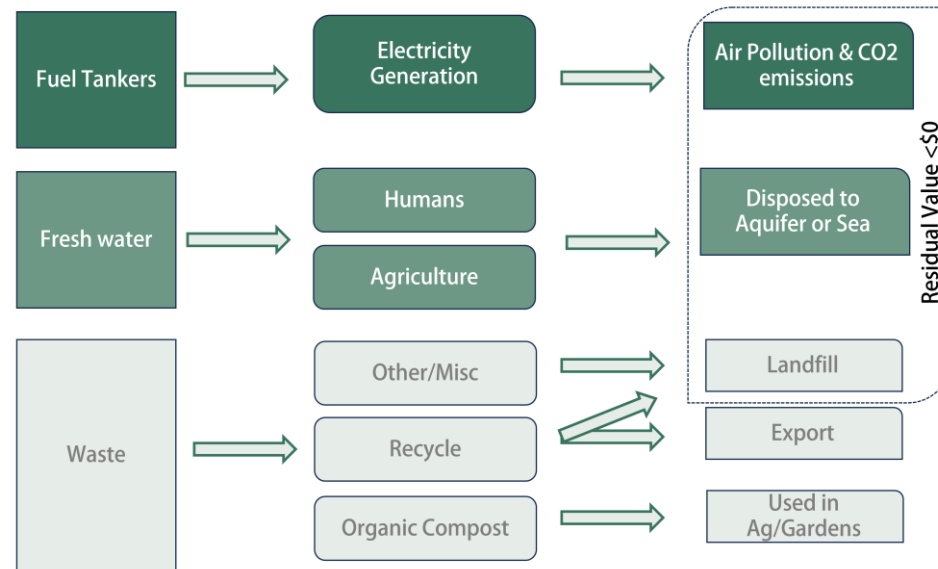 Fuel Tankers
Electricity
Generation
Air Pollution & CO2
emissions
Residual Value <$0
Fresh water
Humans
Agriculture
Disposed to
Aquifer or Sea
Waste
Other/Misc
Landfill
Recycle
Export
Organic Compost
Used in
Ag/Gardens